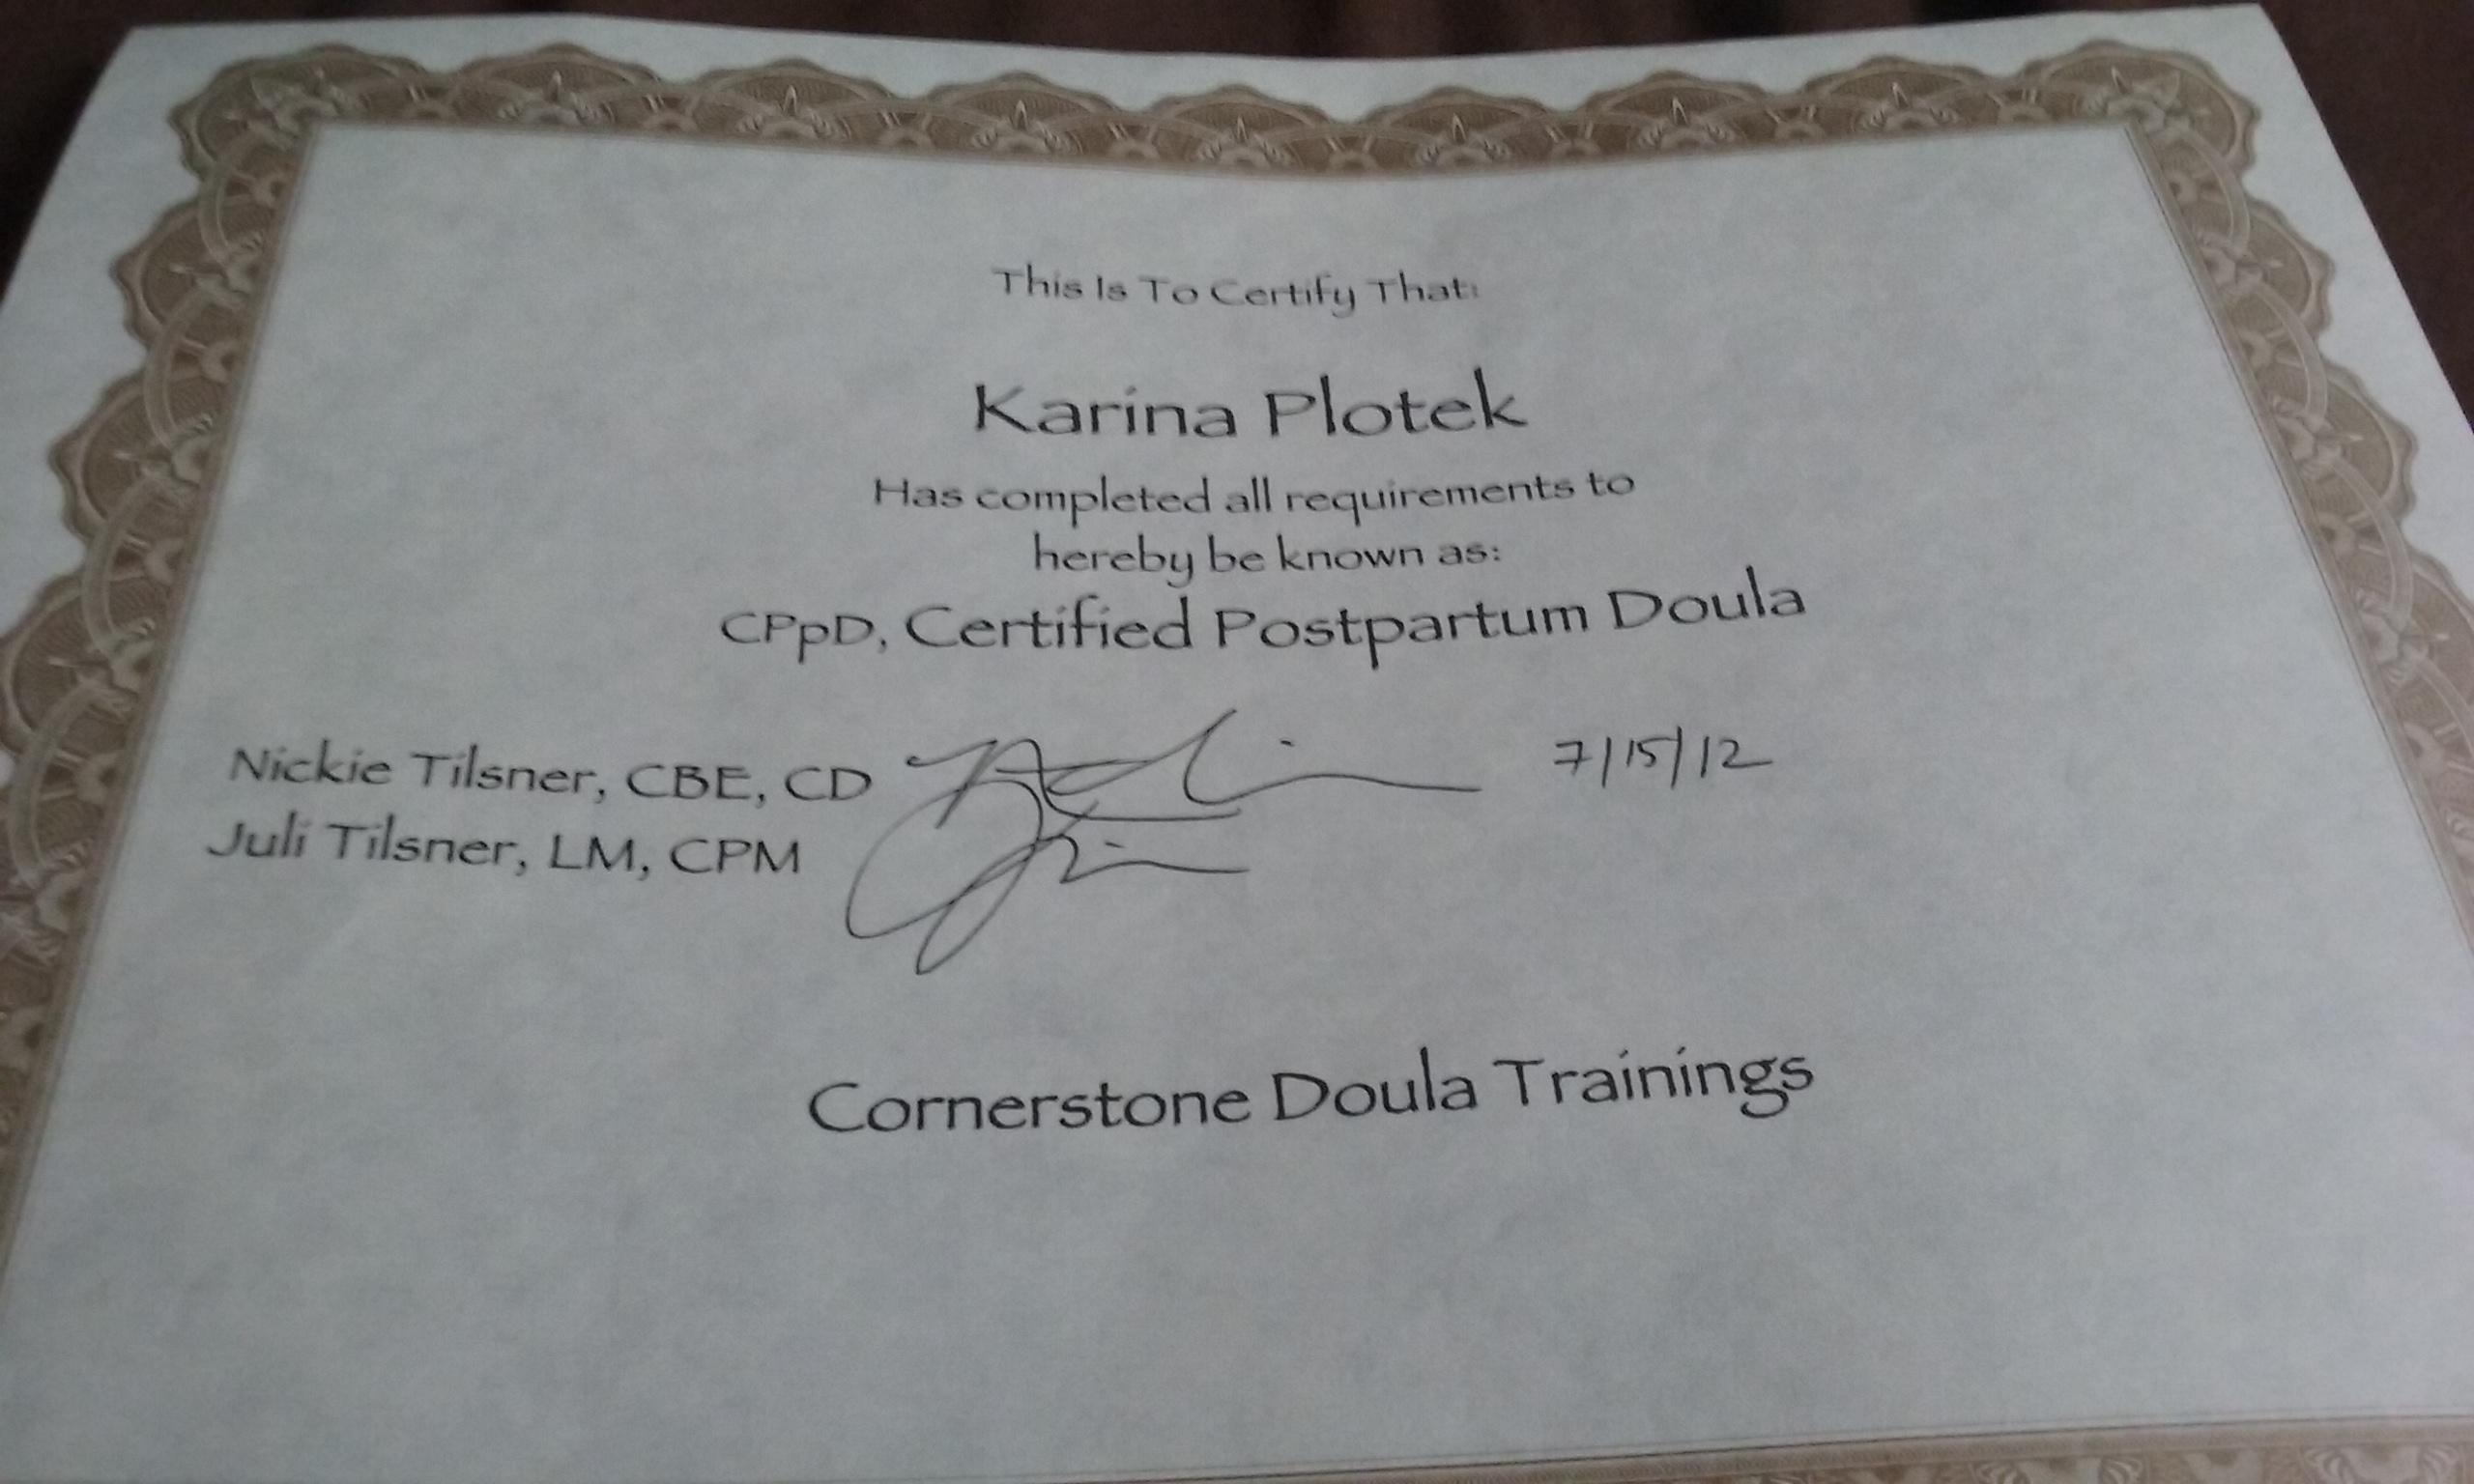 This Is To Certify That:
Karina Plotek
Has completed all requirements to
hereby be known as:
CPpD, Certified Postpartum Doula
Nickie Tilsner, CBE, CD 7/15/12
Juli Tilsner, LM, CPM
Cornerstone Doula Trainings